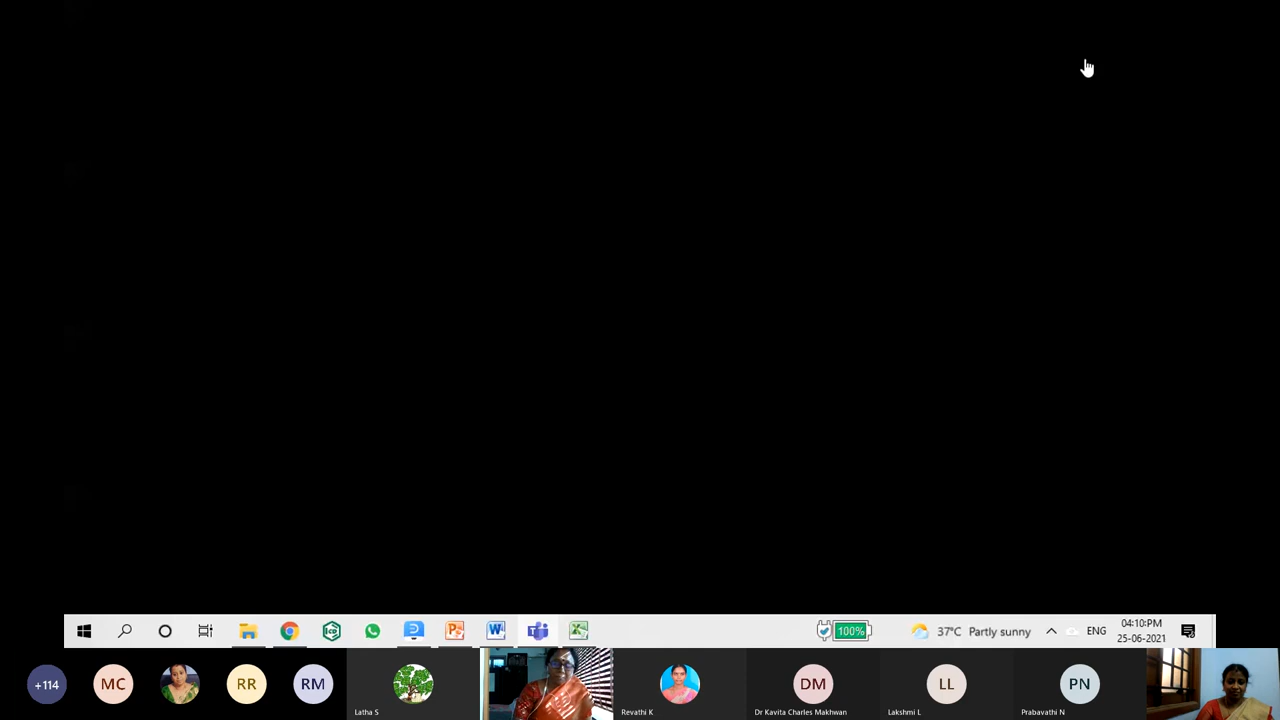 100%
37°C Partly sunny
ENG
04:10:PM
25-06-2021
+114
MC
RR
RM
Latha S
Revathi K
DM
Dr Kavita Charles Makhwan
LL
Lakshmi L
PN
Prabavathi N